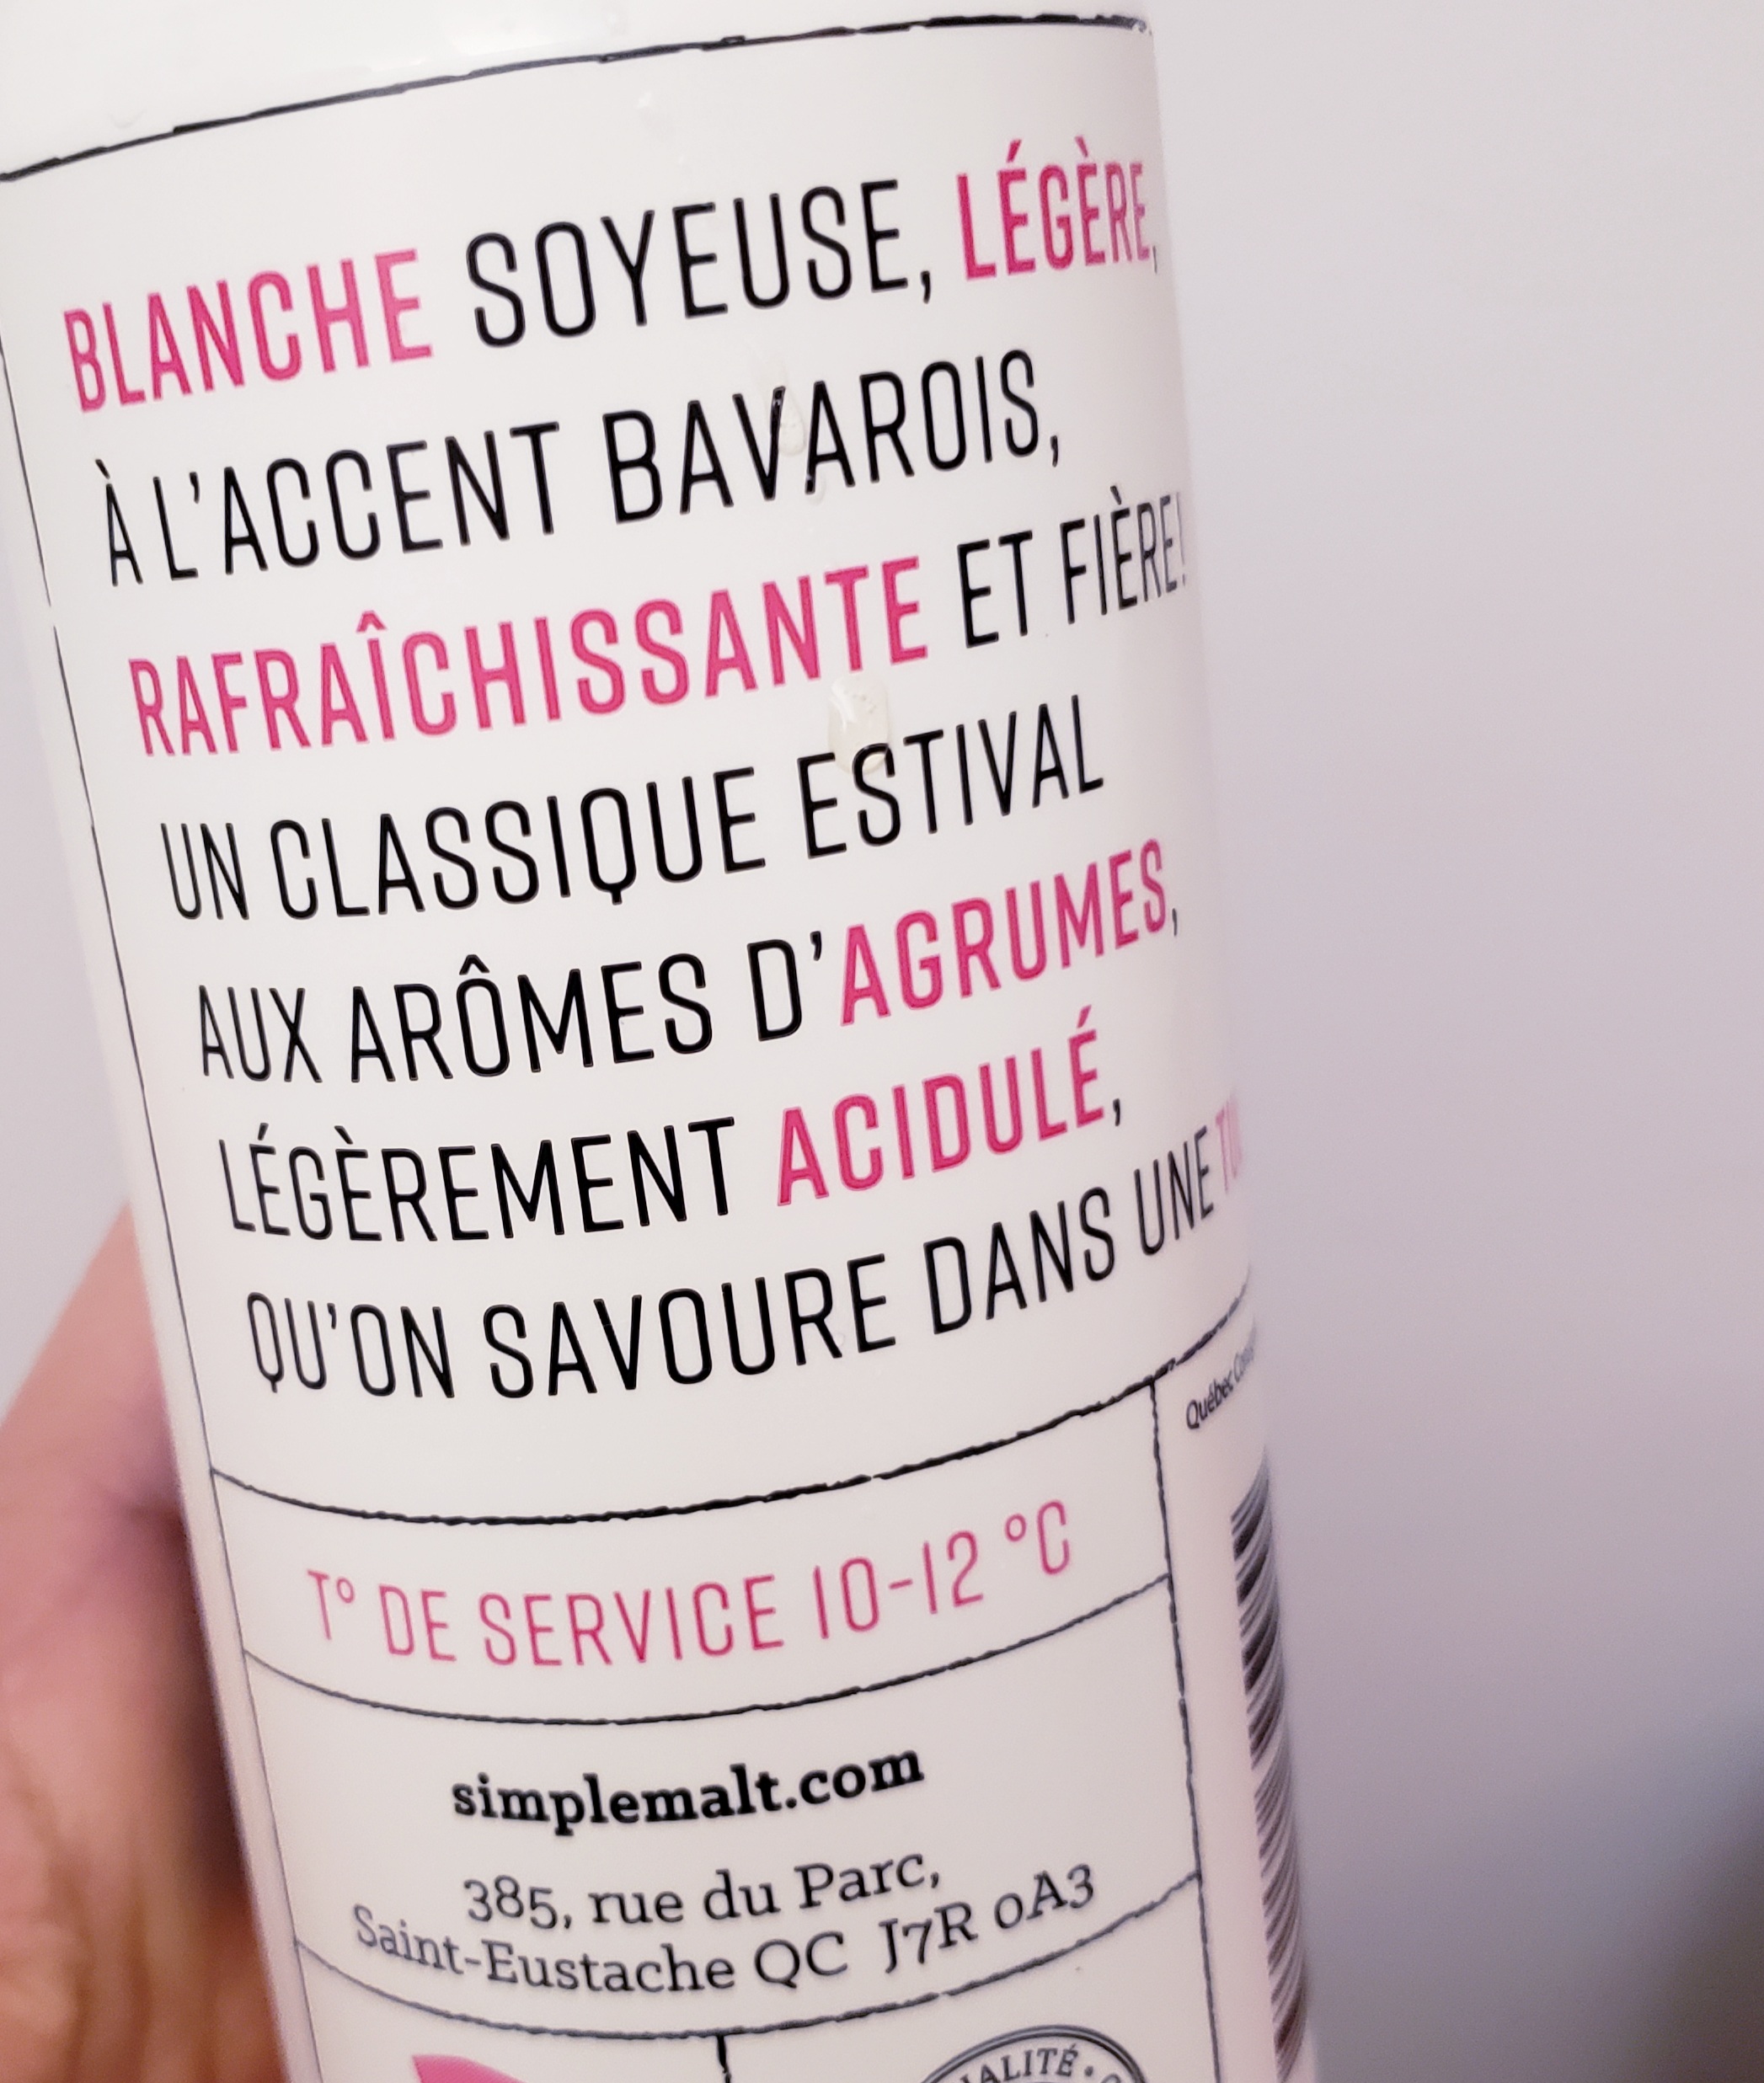 BLANCHE SOYEUSE, LÉGÈRE,
À L'ACCENT BAVAROIS,
RAFRAÎCHISSANTE ET FIÈRE!
UN CLASSIQUE ESTIVAL
AUX ARÔMES D'AGRUMES,
LÉGÈREMENT ACIDULÉ,
QU'ON SAVOURE DANS UNE
Québec
T° DE SERVICE 10-12 °C
simplemalt.com
385, rue du Parc,
Saint-Eustache QC J7R 0A3